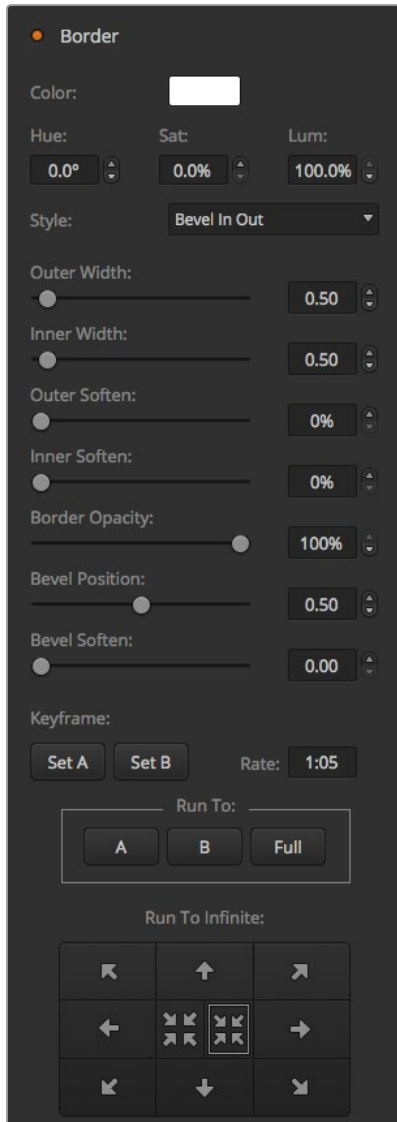 Border
Color:
Hue: Sat: Lum:
0.0° 0.0% 100.0%
Style: Bevel In Out
Outer Width:
0.50
Inner Width:
0.50
Outer Soften:
0%
Inner Soften:
0%
Border Opacity:
100%
Bevel Position:
0.50
Bevel Soften:
0.00
Keyframe:
Set A Set B Rate: 1:05
Run To:
A B Full
Run To Infinite: